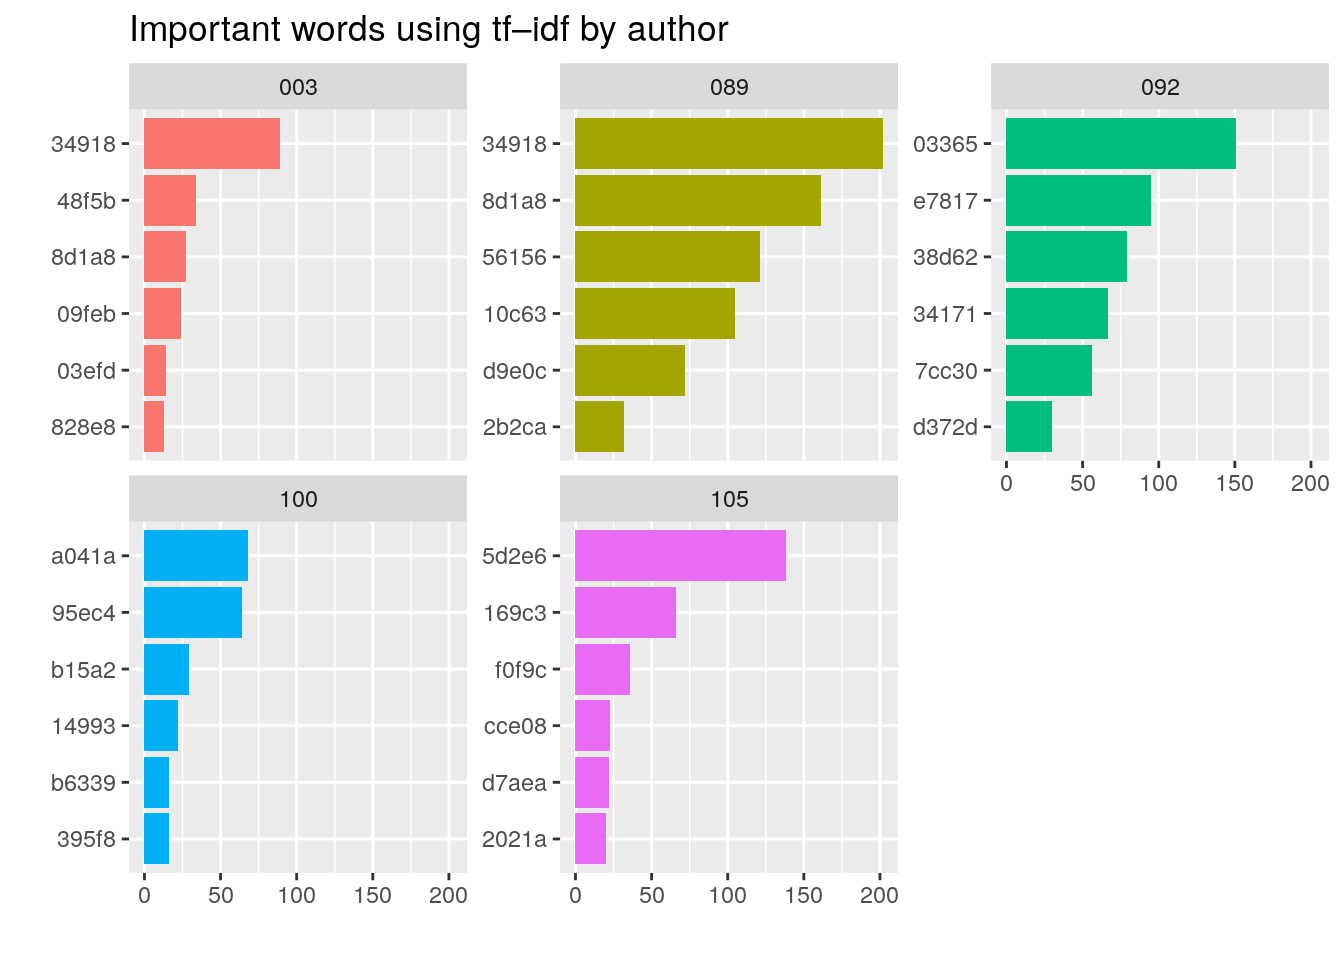 Important words using tf–idf by author
003
34918
48f5b
8d1a8
09feb
03efd
828e8
089
34918
8d1a8
56156
10c63
d9e0c
2b2ca
092
03365
e7817
38d62
34171
7cc30
d372d
0 50 100 150 200
100
a041a
95ec4
b15a2
14993
b6339
395f8
0 50 100 150 200
105
5d2e6
169c3
f0f9c
cce08
d7aea
2021a
0 50 100 150 200